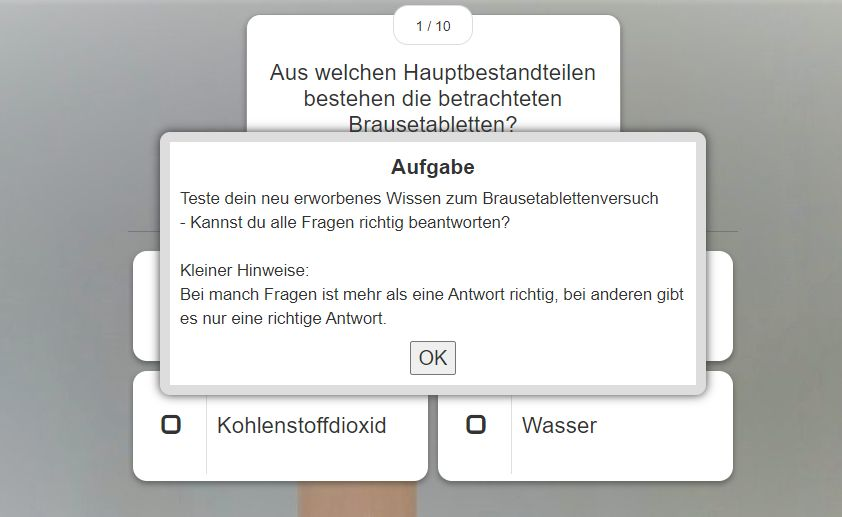 1 / 10
Aus welchen Hauptbestandteilen
bestehen die betrachteten
Brausetabletten?
Aufgabe
Teste dein neu erworbenes Wissen zum Brausetablettenversuch
- Kannst du alle Fragen richtig beantworten?
Kleiner Hinweise:
Bei manch Fragen ist mehr als eine Antwort richtig, bei anderen gibt
es nur eine richtige Antwort.
OK
Kohlenstoffdioxid
Wasser